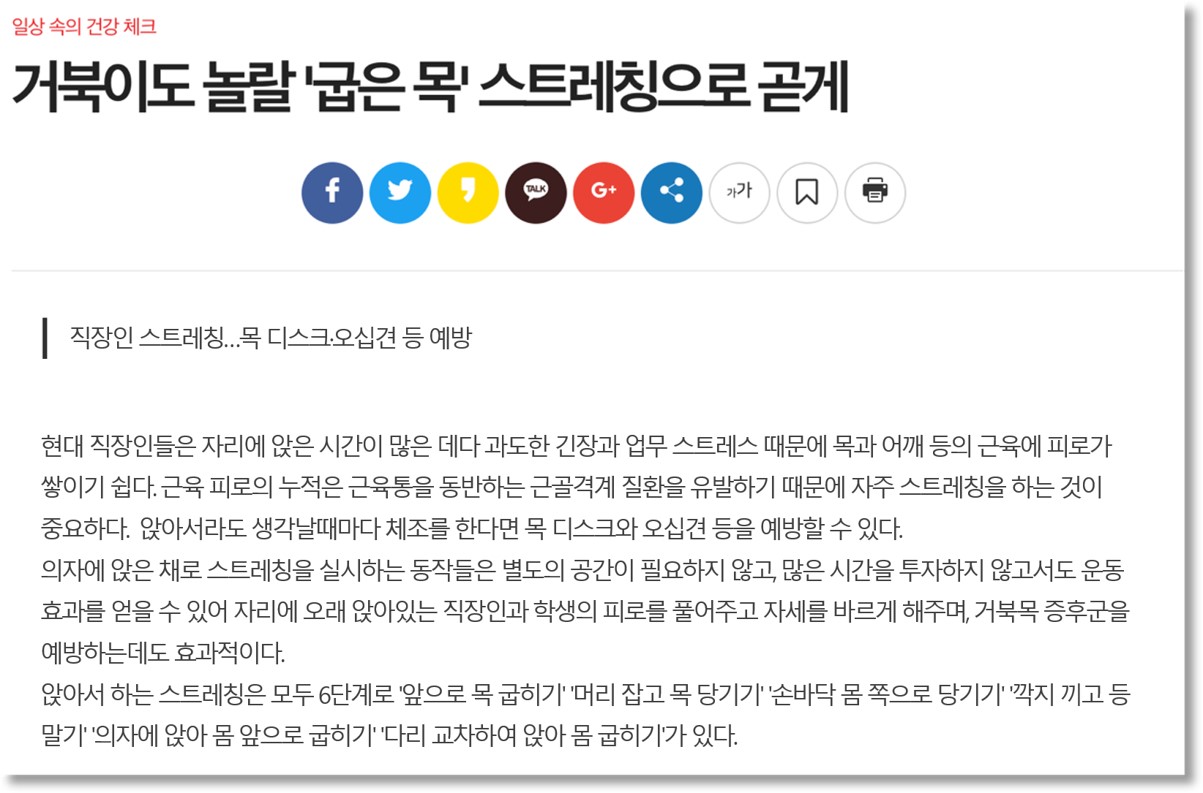 일상 속의 건강 체크
거북이도 놀랄 '굽은 목' 스트레칭으로 곧게
f
TALK
G+
가가
직장인 스트레칭...목 디스크·오십견 등 예방
현대 직장인들은 자리에 앉은 시간이 많은 데다 과도한 긴장과 업무 스트레스 때문에 목과 어깨 등의 근육에 피로가
쌓이기 쉽다. 근육 피로의 누적은 근육통을 동반하는 근골격계 질환을 유발하기 때문에 자주 스트레칭을 하는 것이
중요하다. 앉아서라도 생각날때마다 체조를 한다면 목 디스크와 오십견 등을 예방할 수 있다.
의자에 앉은 채로 스트레칭을 실시하는 동작들은 별도의 공간이 필요하지 않고, 많은 시간을 투자하지 않고서도 운동
효과를 얻을 수 있어 자리에 오래 앉아있는 직장인과 학생의 피로를 풀어주고 자세를 바르게 해주며, 거북목 증후군을
예방하는데도 효과적이다.
앉아서 하는 스트레칭은 모두 6단계로 '앞으로 목 굽히기' '머리 잡고 목 당기기' '손바닥 몸 쪽으로 당기기' '깍지 끼고 등
말기' '의자에 앉아 몸 앞으로 굽히기' '다리 교차하여 앉아 몸 굽히기'가 있다.